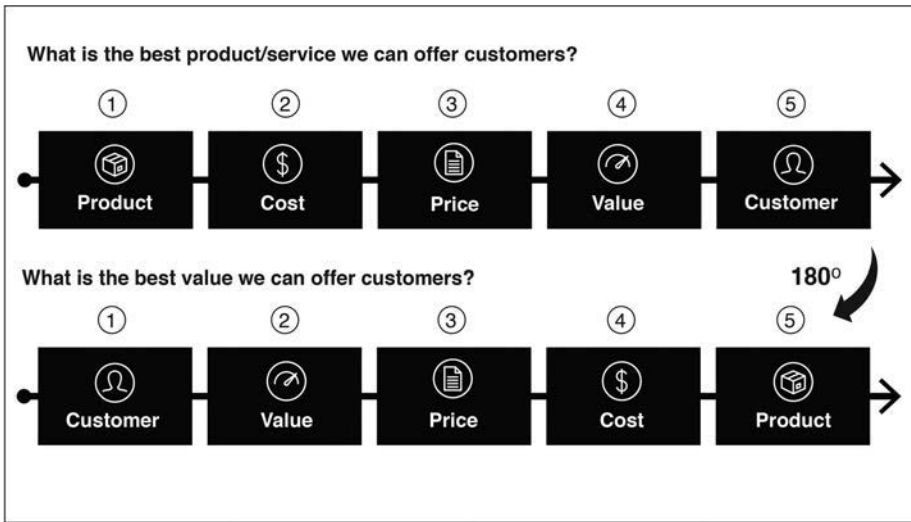 What is the best product/service we can offer customers?
1 2 3 4 5
Product Cost Price Value Customer
What is the best value we can offer customers?
180º
1 2 3 4 5
Customer Value Price Cost Product